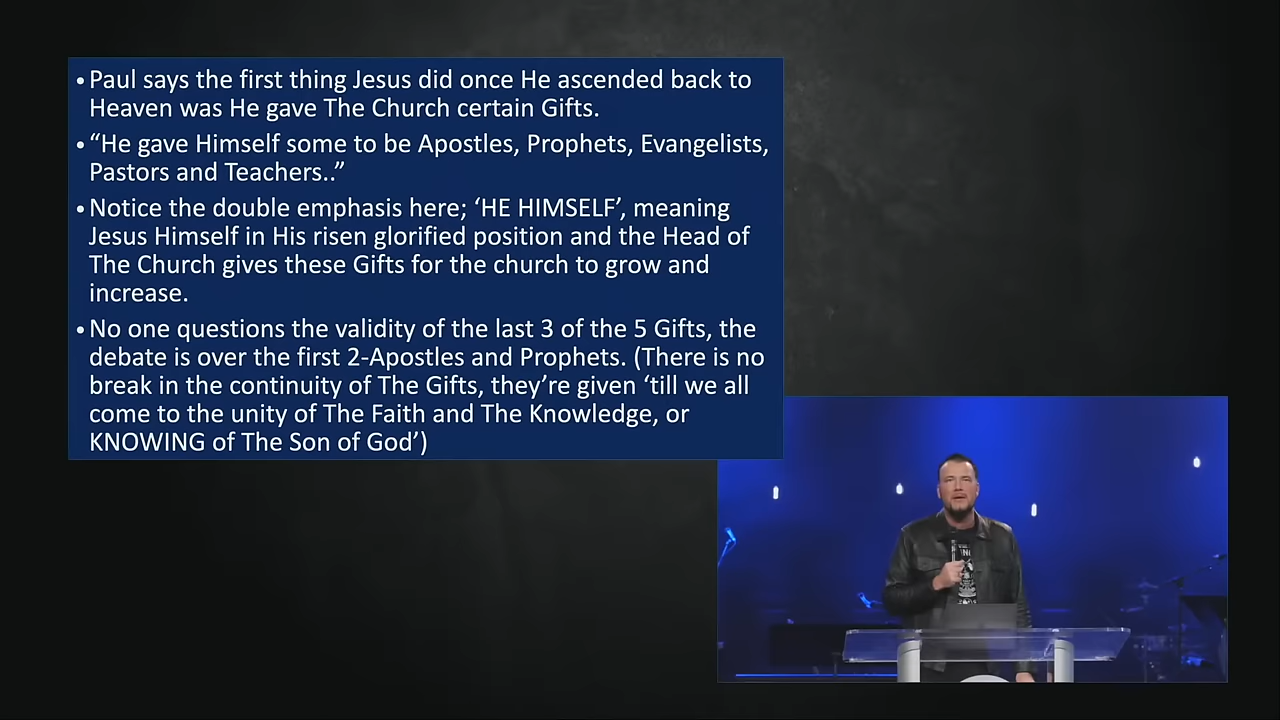 •Paul says the first thing Jesus did once He ascended back to
Heaven was He gave The Church certain Gifts.
•“He gave Himself some to be Apostles, Prophets, Evangelists,
Pastors and Teachers..”
•Notice the double emphasis here; ‘HE HIMSELF’, meaning
Jesus Himself in His risen glorified position and the Head of
The Church gives these Gifts for the church to grow and
increase.
•No one questions the validity of the last 3 of the 5 Gifts, the
debate is over the first 2-Apostles and Prophets. (There is no
break in the continuity of The Gifts, they’re given ‘till we all
come to the unity of The Faith and The Knowledge, or
KNOWING of The Son of God’)